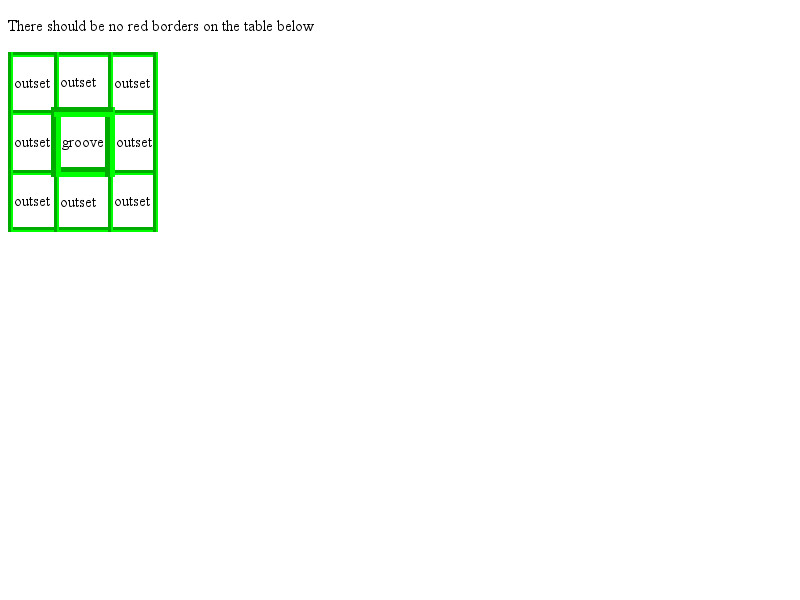 There should be no red borders on the table below
outset outset outset
outset groove outset
outset outset outset